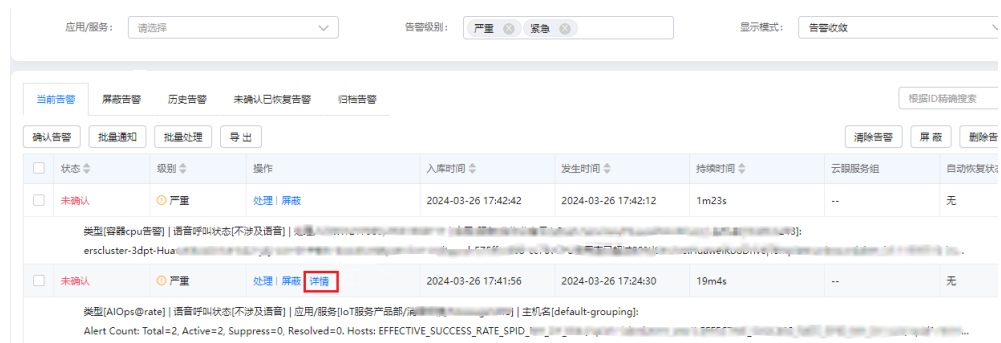 应用/服务: 请选择 告警级别: 严重 紧急 显示模式: 告警收敛
当前告警 屏蔽告警 历史告警 未确认已恢复告警 归档告警 根据ID精确搜索
确认告警 批量通知 批量处理 导出 清除告警 屏蔽 删除告
状态 级别 操作 入库时间 发生时间 持续时间 云眼服务组 自动恢复状态
未确认 严重 处理 | 屏蔽 2024-03-26 17:42:42 2024-03-26 17:42:12 1m23s -- 无
类型[容器cpu告警] | 语音呼叫状态[不涉及语音] |
erscluster-3dpt-Hua
未确认 严重 处理 | 屏蔽 | 详情 2024-03-26 17:41:56 2024-03-26 17:24:30 19m4s -- 无
类型[AIOps@rate] | 语音呼叫状态[不涉及语音] | 应用/服务[IoT服务产品部/ | 主机名[default-grouping]:
Alert Count: Total=2, Active=2, Suppress=0, Resolved=0. Hosts: EFFECTIVE_SUCCESS_RATE_SPID_